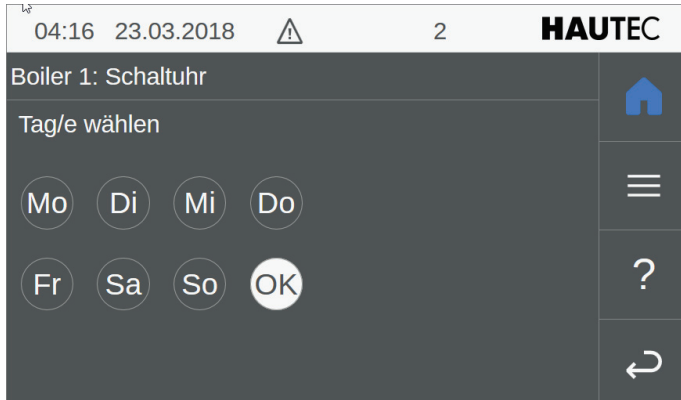 04:16 23.03.2018 2 HAUTEC
Boiler 1: Schaltuhr
Tag/e wählen
Mo Di Mi Do
Fr Sa So OK
?